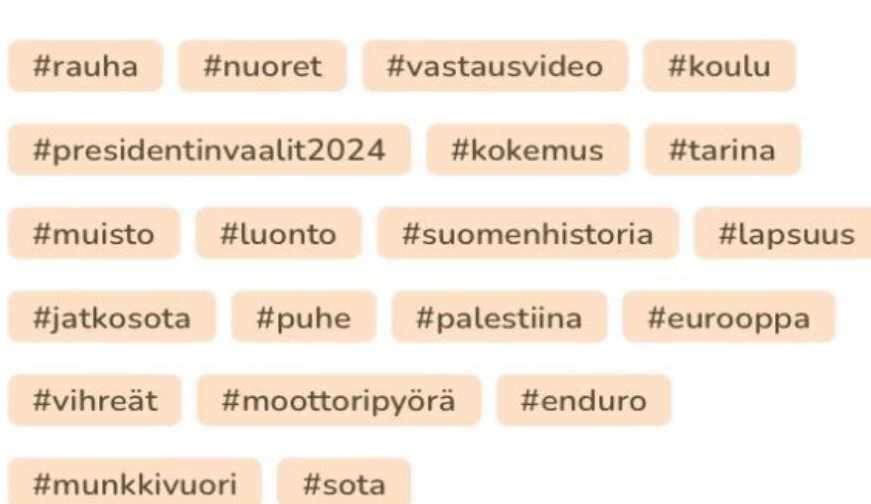 #rauha #nuoret #vastausvideo #koulu
#presidentinvaalit2024 #kokemus #tarina
#muisto #luonto #suomenhistoria #lapsuus
#jatkosota #puhe #palestiina #eurooppa
#vihreät #moottoripyörä #enduro
#munkkivuori #sota